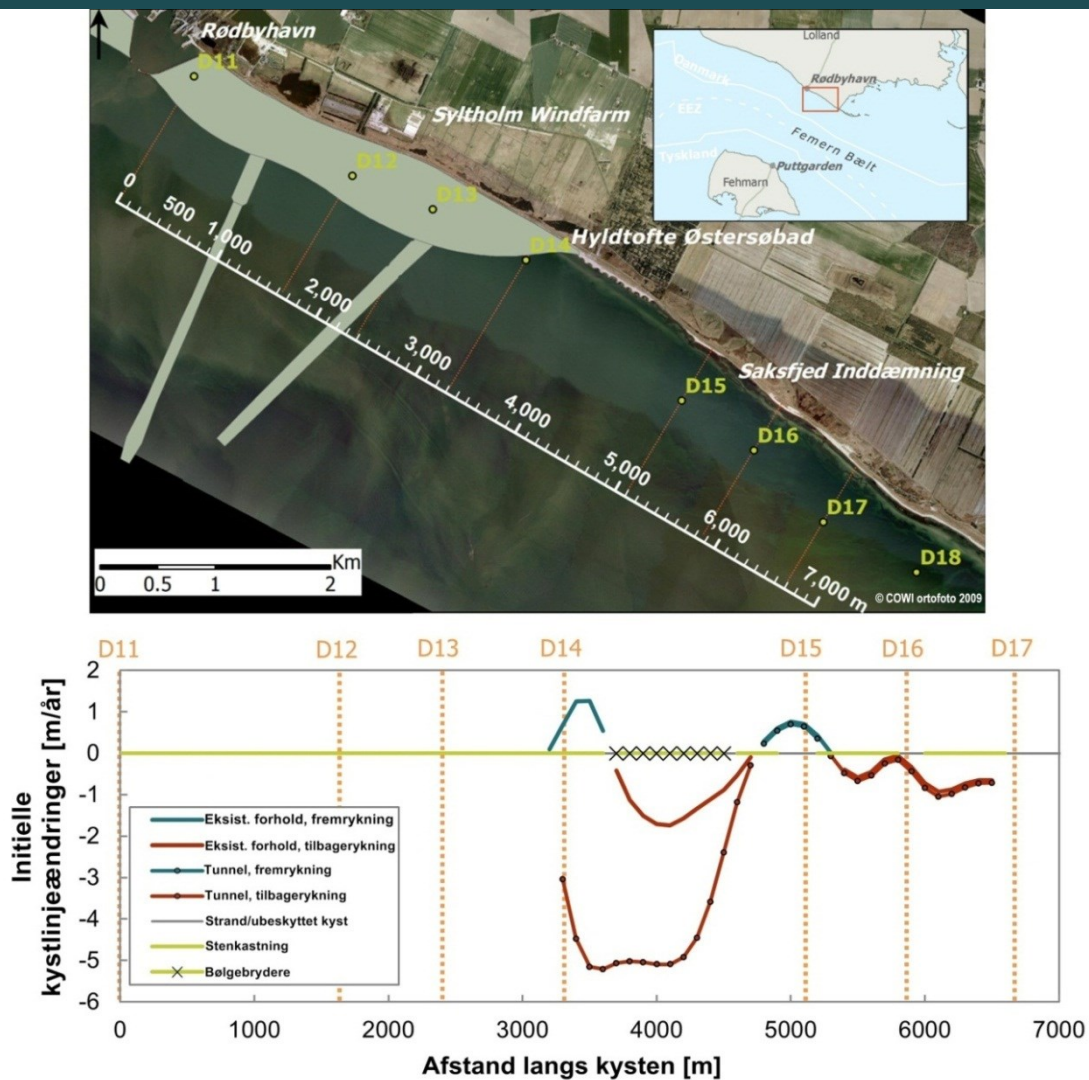 Rødbyhavn
D11
Syltholm Windfarm
D12
D13
D14
Hyldtofte Østersøbad
Saksfjed Inddæmning
D15
D16
D17
D18
0
500
1,000
2,000
3,000
4,000
5,000
6,000
7,000 m
Lolland
Danmark
Rødbyhavn
EEZ
Femern Bælt
Tyskland
Puttgarden
Fehmarn
Km
0 0.5 1 2
© COWI ortofoto 2009
D11 D12 D13 D14 D15 D16 D17
Initielle
kystlinjeændringer [m/år]
2
1
0
-1
-2
-3
-4
-5
-6
Eksist. forhold, fremrykning
Eksist. forhold, tilbagerykning
Tunnel, fremrykning
Tunnel, tilbagerykning
Strand/ubeskyttet kyst
Stenkastning
Bølgebrydere
0 1000 2000 3000 4000 5000 6000 7000
Afstand langs kysten [m]